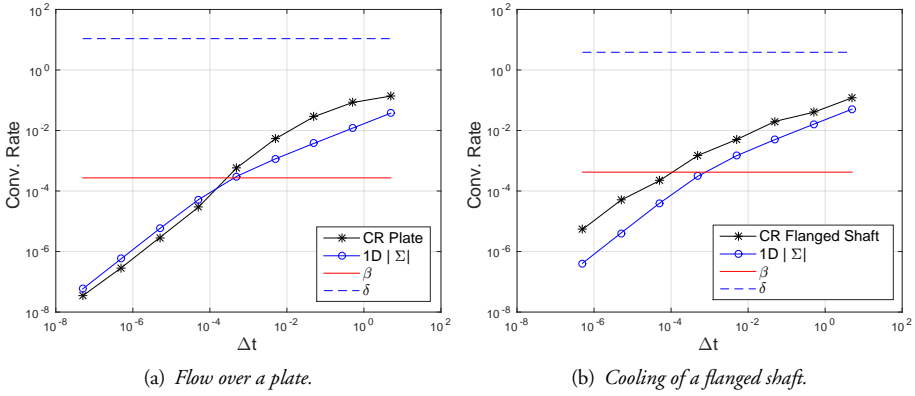 10^2
10^0
10^-2
10^-4
10^-6
10^-8
Conv. Rate
CR Plate
1D | Σ|
β
δ
10^-8 10^-6 10^-4 10^-2 10^0 10^2
Δt
(a) Flow over a plate.
10^2
10^0
10^-2
10^-4
10^-6
10^-8
Conv. Rate
CR Flanged Shaft
1D | Σ|
β
δ
10^-8 10^-6 10^-4 10^-2 10^0 10^2
Δt
(b) Cooling of a flanged shaft.